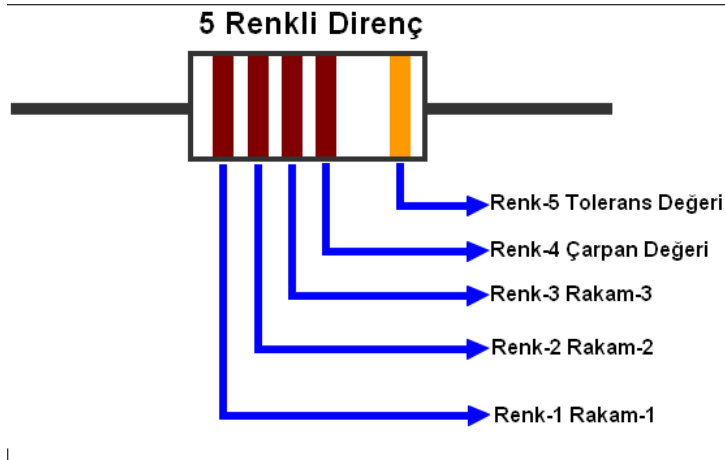 5 Renkli Direnç
Renk-5 Tolerans Değeri
Renk-4 Çarpan Değeri
Renk-3 Rakam-3
Renk-2 Rakam-2
Renk-1 Rakam-1